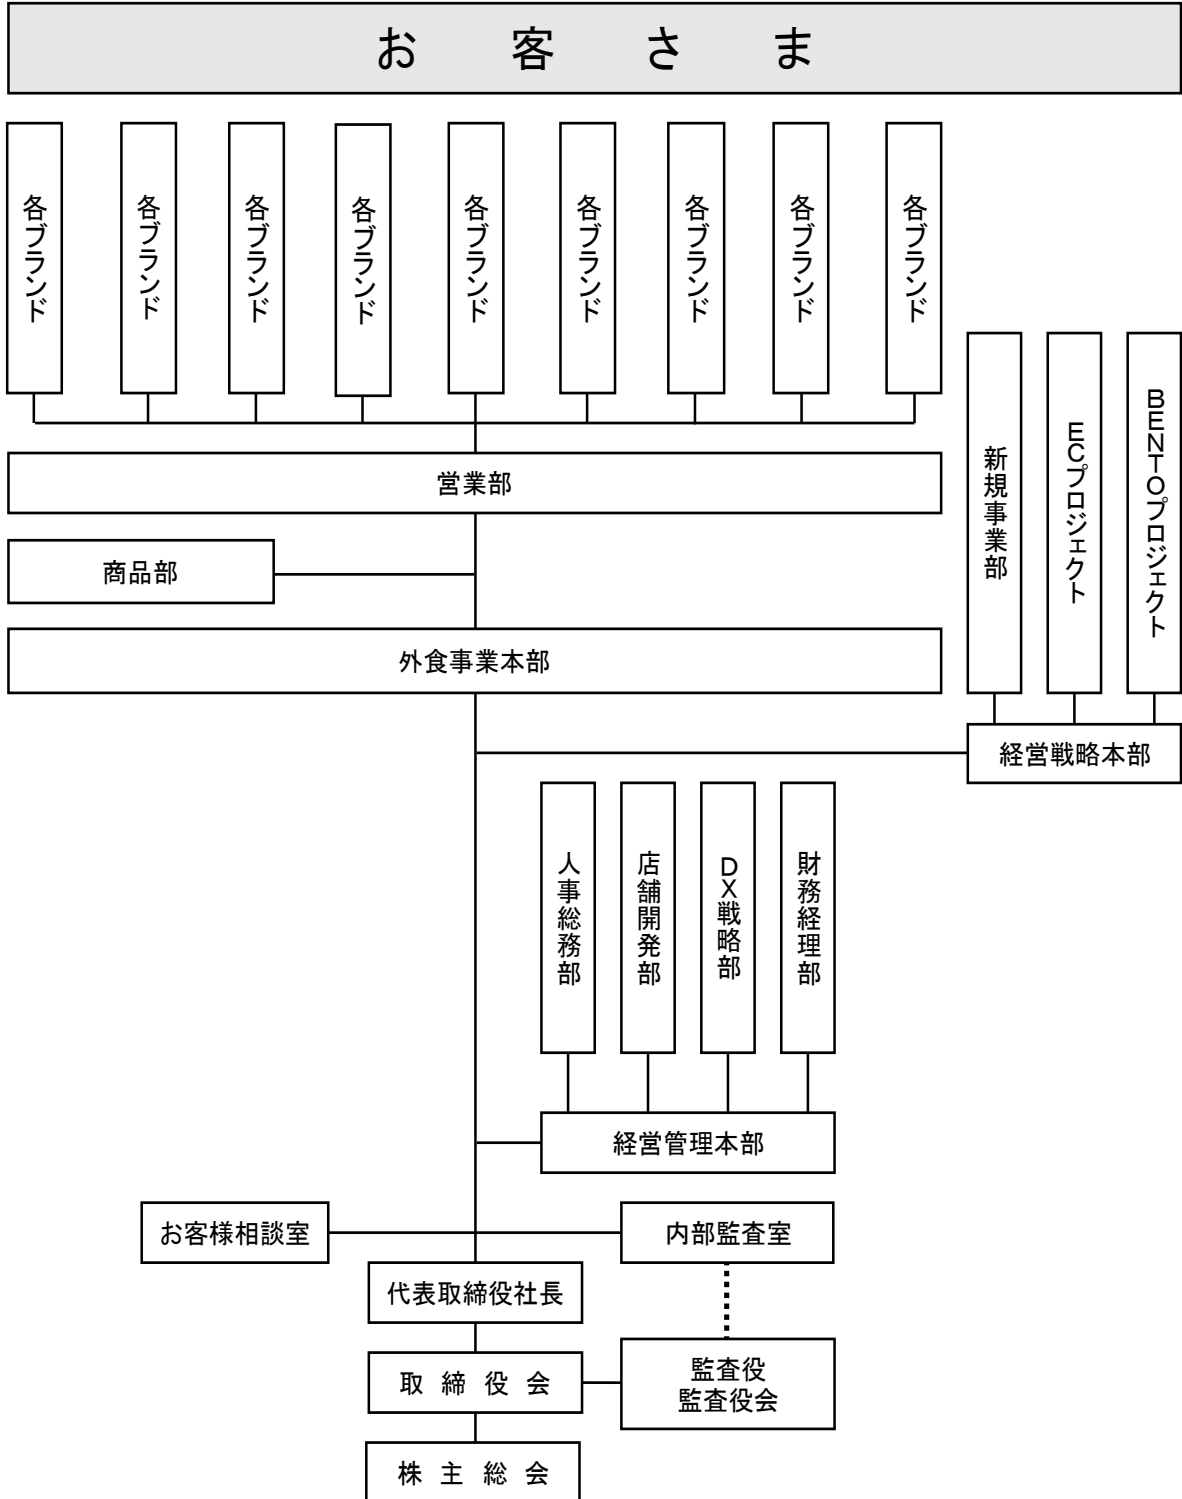 お客さま
各ブランド
各ブランド
各ブランド
各ブランド
各ブランド
各ブランド
各ブランド
各ブランド
各ブランド
新規事業部
ECプロジェクト
BENTOプロジェクト
営業部
商品部
外食事業本部
経営戦略本部
人事総務部
店舗開発部
DX戦略部
財務経理部
経営管理本部
お客様相談室
内部監査室
代表取締役社長
取締役会
監査役
監査役会
株主総会